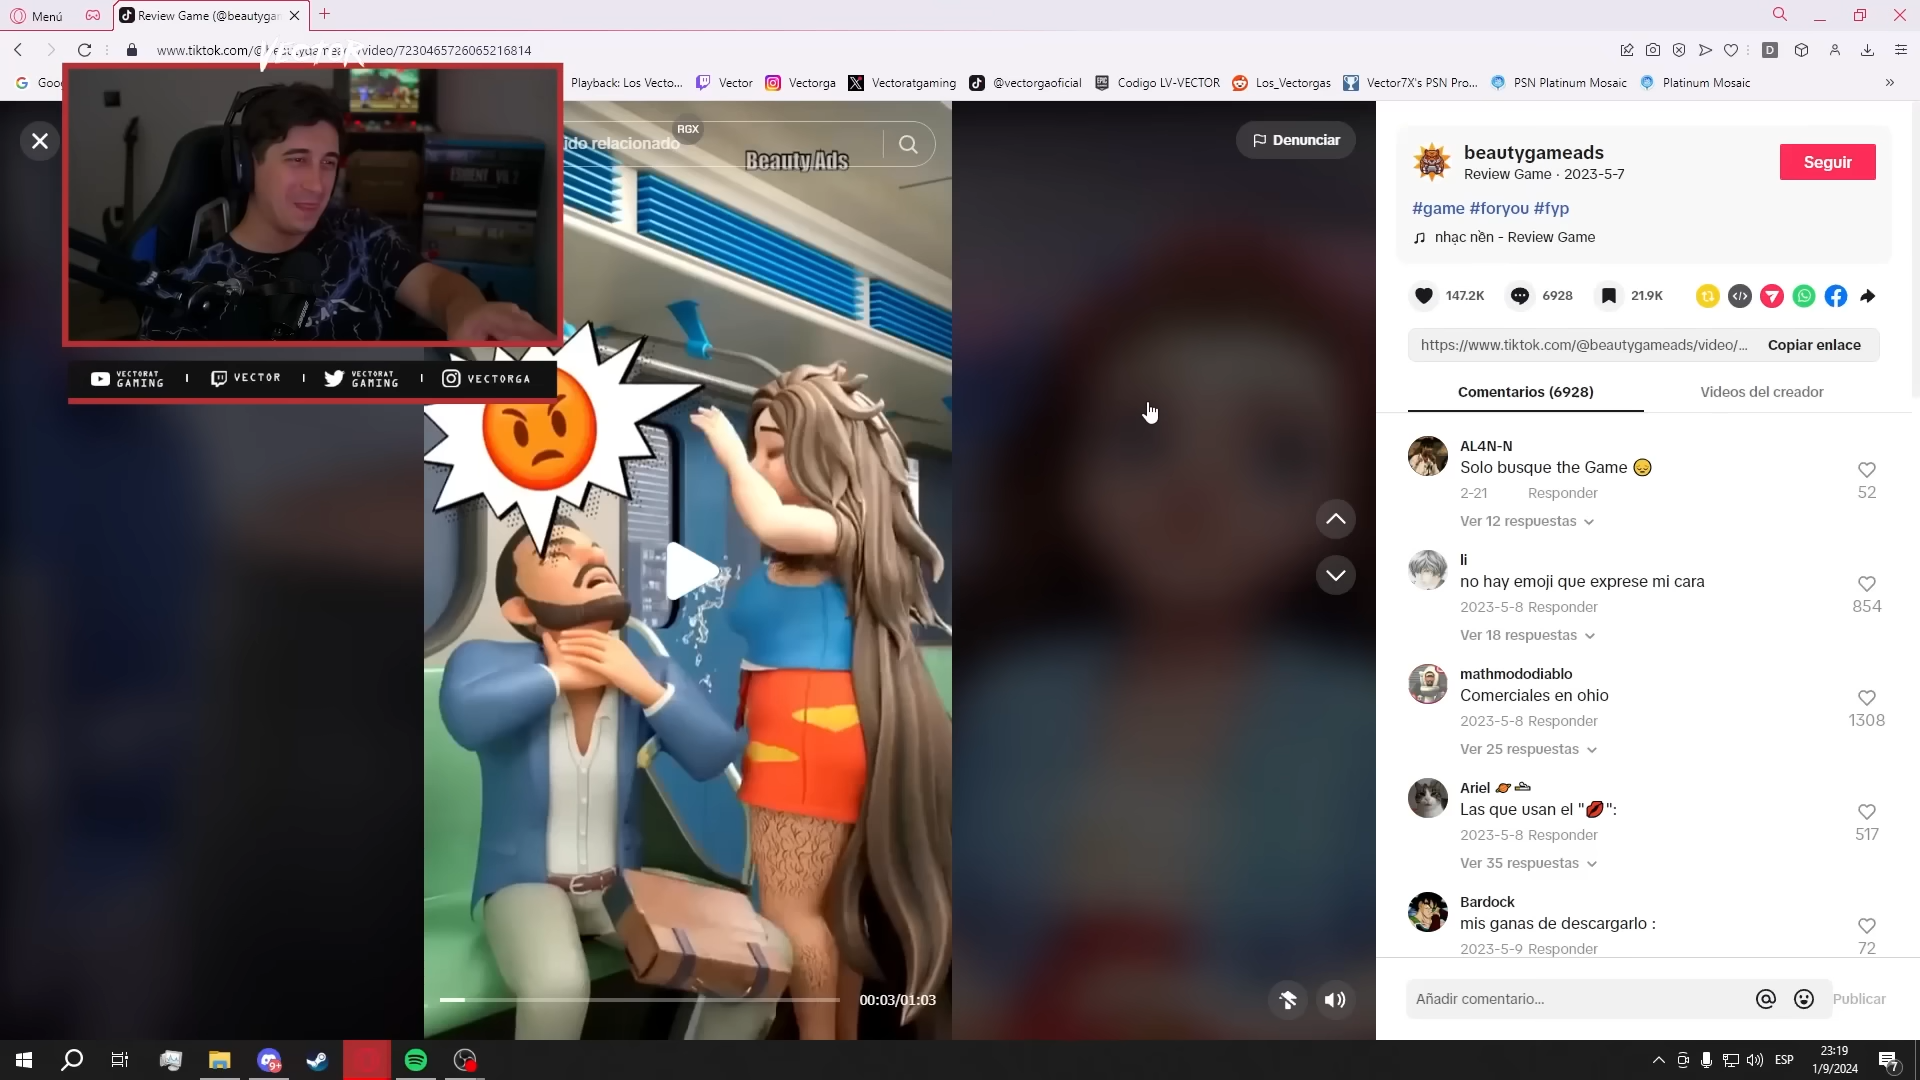 Menú
Review Game (@beautygar
www.tiktok.com/@beautygameads/video/7230465726065216814
VECTOR
Playback: Los Vecto...
Vector
Vectorga
Vectoratgaming
@vectorgaoficial
Codigo LV-VECTOR
Los_Vectorgas
Vector7X's PSN Pro...
PSN Platinum Mosaic
Platinum Mosaic
ido relacionado
RGX
Beauty Ads
Denunciar
VECTORAT GAMING
VECTOR
VECTORAT GAMING
VECTORGA
00:03/01:03
beautygameads
Review Game · 2023-5-7
Seguir
#game #foryou #fyp
nhạc nền - Review Game
147.2K
6928
21.9K
https://www.tiktok.com/@beautygameads/video/...
Copiar enlace
Comentarios (6928)
Videos del creador
AL4N-N
Solo busque the Game 😔
2-21 Responder
52
Ver 12 respuestas
li
no hay emoji que exprese mi cara
2023-5-8 Responder
854
Ver 18 respuestas
mathmododiablo
Comerciales en ohio
2023-5-8 Responder
1308
Ver 25 respuestas
Ariel
Las que usan el "💋":
2023-5-8 Responder
517
Ver 35 respuestas
Bardock
mis ganas de descargarlo :
2023-5-9 Responder
72
Añadir comentario...
Publicar
9+
ESP
23:19
1/9/2024
7